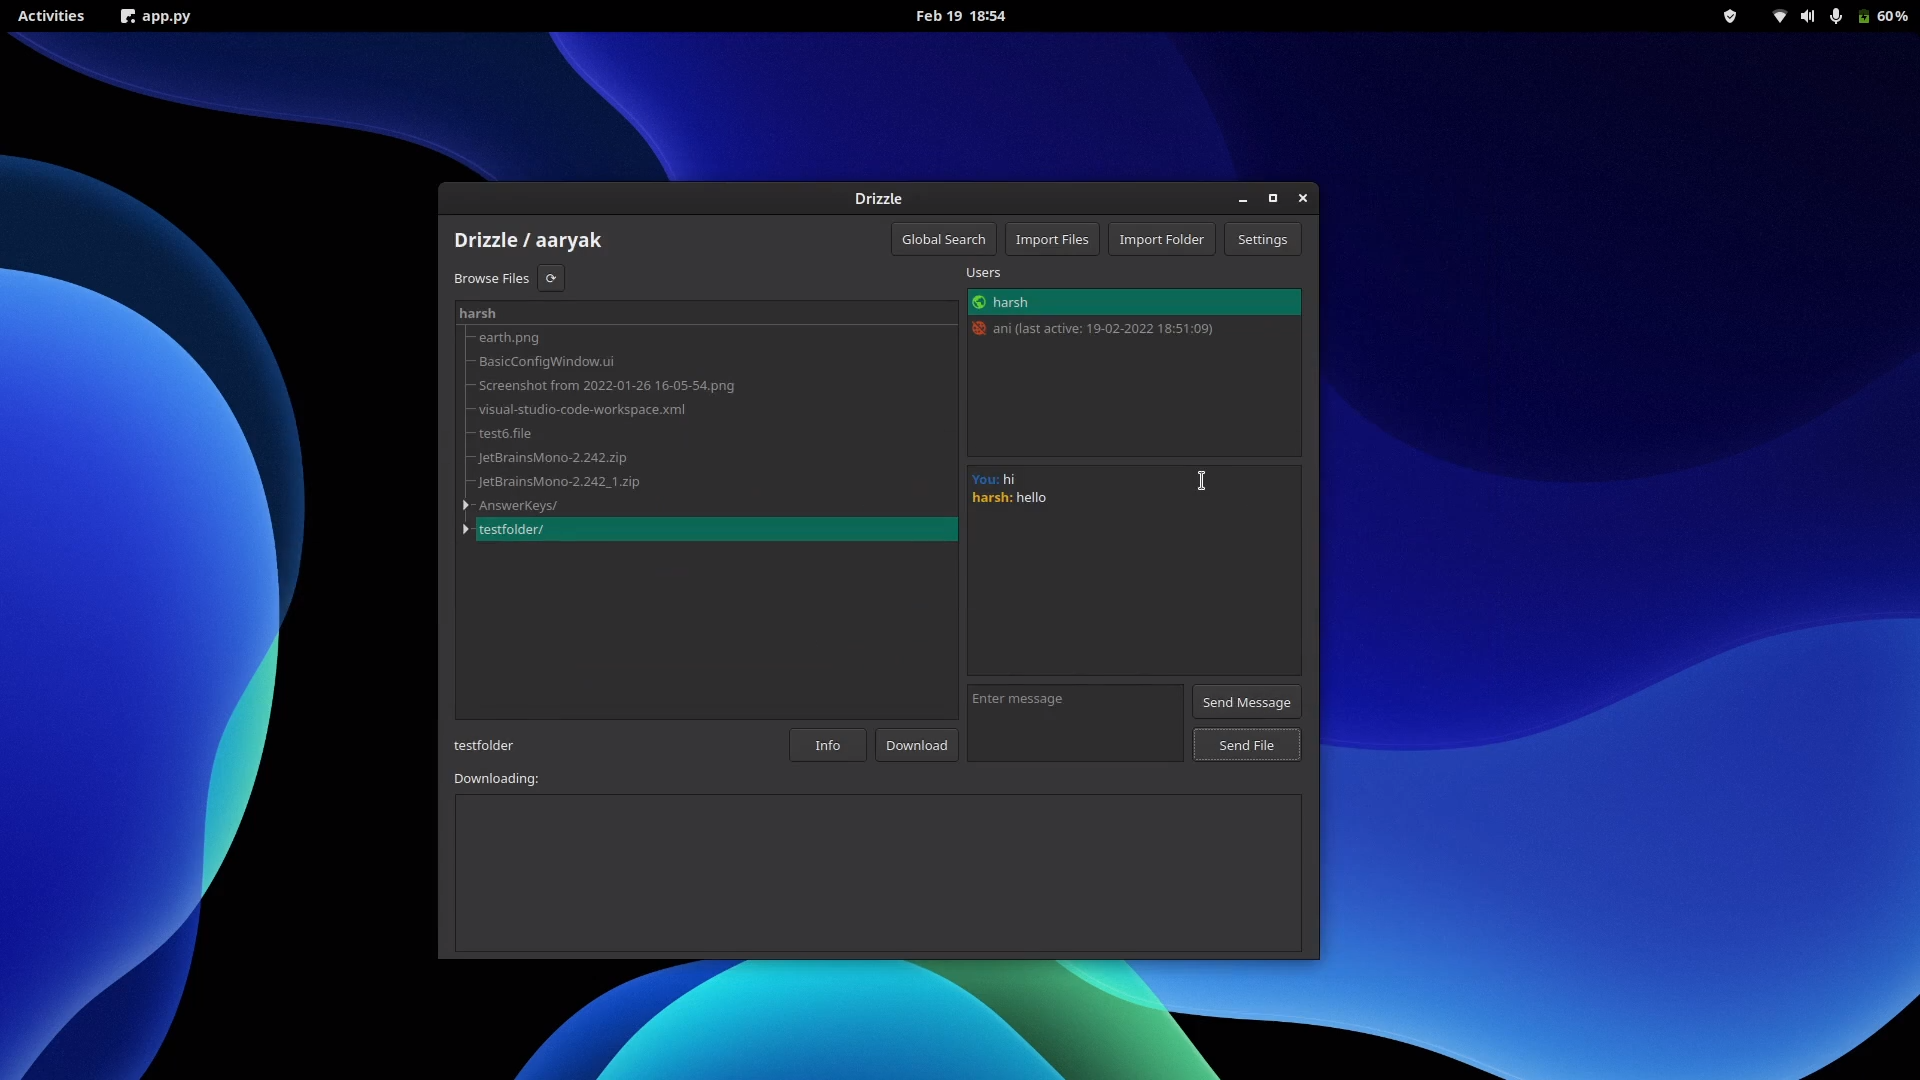 Activities app.py Feb 19 18:54 60%
Drizzle
Drizzle / aaryak Global Search Import Files Import Folder Settings
Browse Files
harsh
earth.png
BasicConfigWindow.ui
Screenshot from 2022-01-26 16-05-54.png
visual-studio-code-workspace.xml
test6.file
JetBrainsMono-2.242.zip
JetBrainsMono-2.242_1.zip
AnswerKeys/
testfolder/
testfolder Info Download
Users
harsh
ani (last active: 19-02-2022 18:51:09)
You: hi
harsh: hello
Enter message
Send Message
Send File
Downloading: